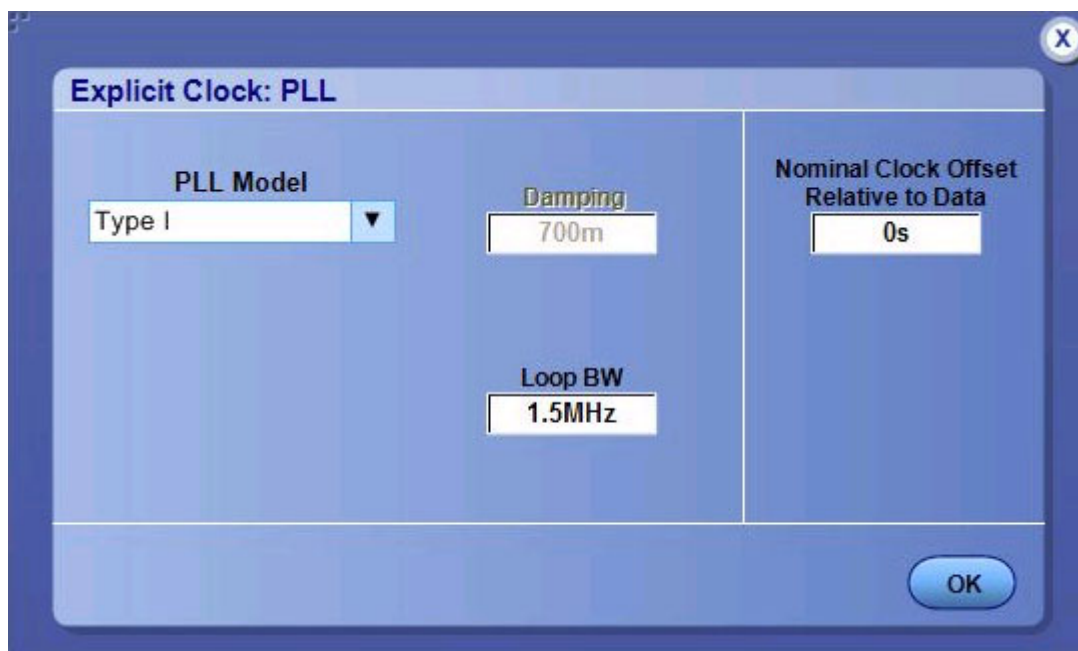 X
Explicit Clock: PLL
PLL Model
Type I
Damping
700m
Loop BW
1.5MHz
Nominal Clock Offset
Relative to Data
0s
OK